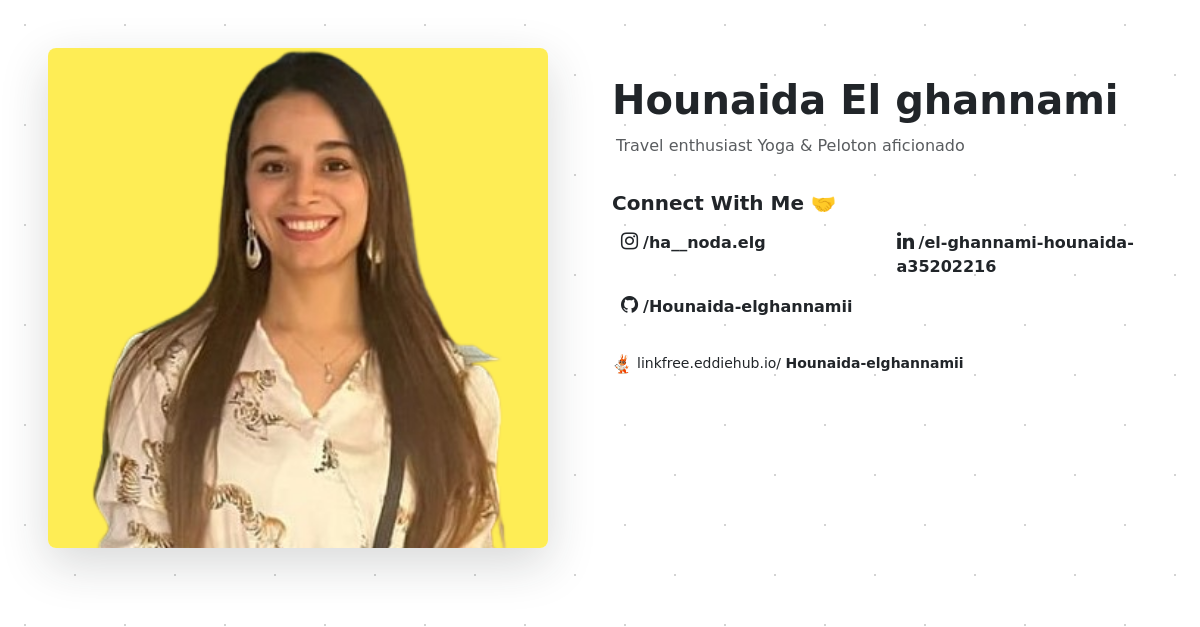 Hounaida El ghannami
Travel enthusiast Yoga & Peloton aficionado
Connect With Me 🤝
/ha__noda.elg
/el-ghannami-hounaida-
a35202216
/Hounaida-elghannamii
linkfree.eddiehub.io/ Hounaida-elghannamii